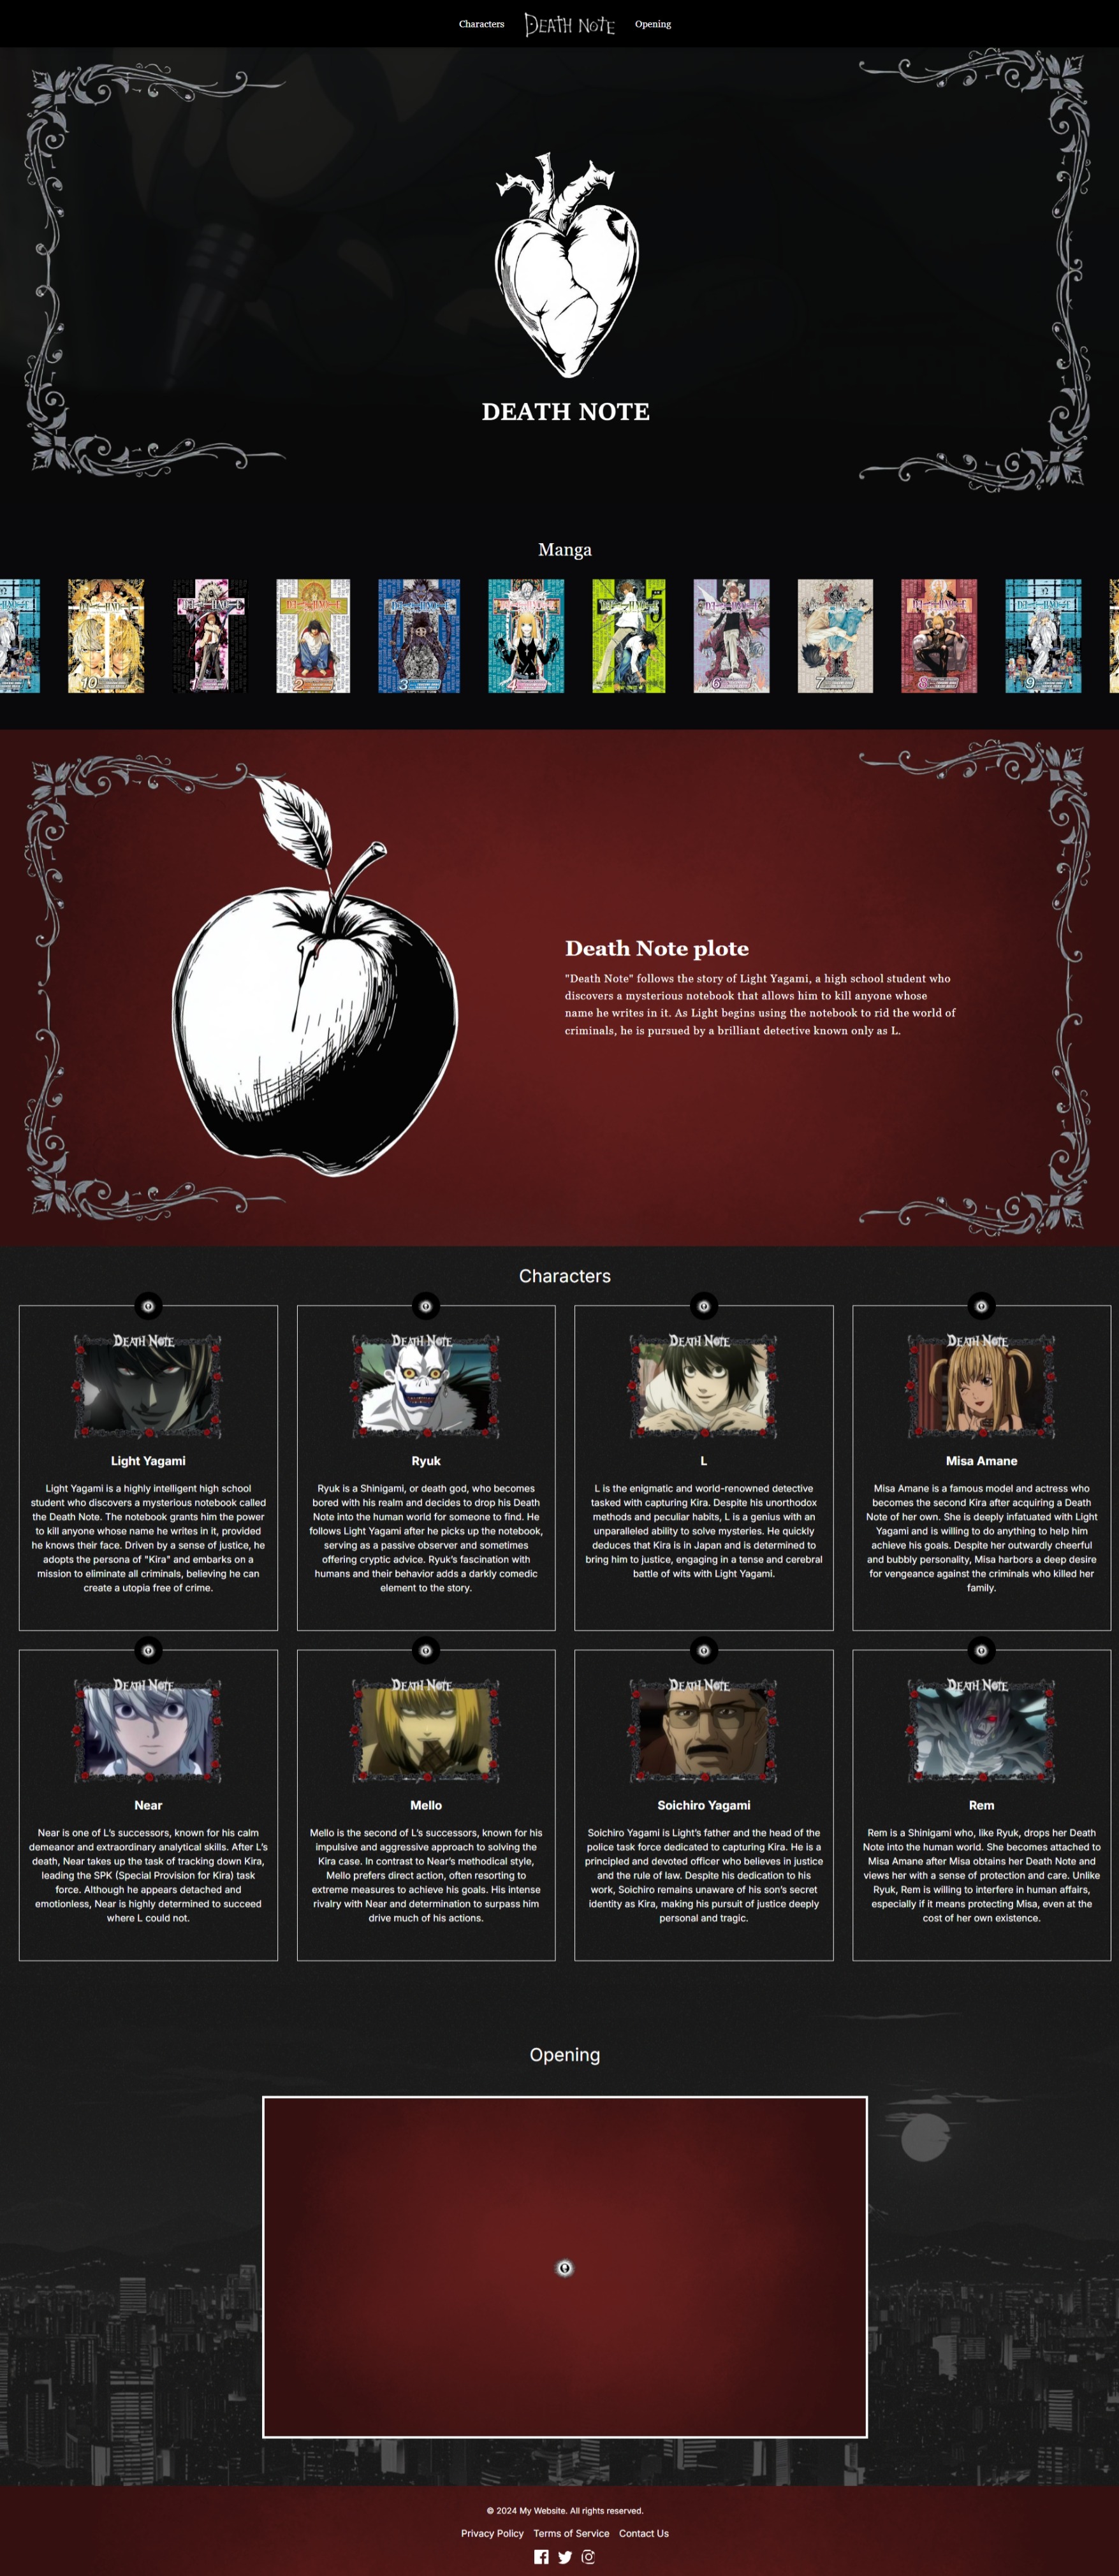 Characters
DEATH NOTE
Opening
DEATH NOTE
Manga
10
1
2
3
4
6
7
8
9
Death Note plote
"Death Note" follows the story of Light Yagami, a high school student who
discovers a mysterious notebook that allows him to kill anyone whose
name he writes in it. As Light begins using the notebook to rid the world of
criminals, he is pursued by a brilliant detective known only as L.
Characters
DEATH NOTE
Light Yagami
Light Yagami is a highly intelligent high school
student who discovers a mysterious notebook called
the Death Note. The notebook grants him the power
to kill anyone whose name he writes in it, provided
he knows their face. Driven by a sense of justice, he
adopts the persona of "Kira" and embarks on a
mission to eliminate all criminals, believing he can
create a utopia free of crime.
DEATH NOTE
Ryuk
Ryuk is a Shinigami, or death god, who becomes
bored with his realm and decides to drop his Death
Note into the human world for someone to find. He
follows Light Yagami after he picks up the notebook,
serving as a passive observer and sometimes
offering cryptic advice. Ryuk's fascination with
humans and their behavior adds a darkly comedic
element to the story.
DEATH NOTE
L
L is the enigmatic and world-renowned detective
tasked with capturing Kira. Despite his unorthodox
methods and peculiar habits, L is a genius with an
unparalleled ability to solve mysteries. He quickly
deduces that Kira is in Japan and is determined to
bring him to justice, engaging in a tense and cerebral
battle of wits with Light Yagami.
DEATH NOTE
Misa Amane
Misa Amane is a famous model and actress who
becomes the second Kira after acquiring a Death
Note of her own. She is deeply infatuated with Light
Yagami and is willing to do anything to help him
achieve his goals. Despite her outwardly cheerful
and bubbly personality, Misa harbors a deep desire
for vengeance against the criminals who killed her
family.
DEATH NOTE
Near
Near is one of L's successors, known for his calm
demeanor and extraordinary analytical skills. After L's
death, Near takes up the task of tracking down Kira,
leading the SPK (Special Provision for Kira) task
force. Although he appears detached and
emotionless, Near is highly determined to succeed
where L could not.
DEATH NOTE
Mello
Mello is the second of L's successors, known for his
impulsive and aggressive approach to solving the
Kira case. In contrast to Near's methodical style,
Mello prefers direct action, often resorting to
extreme measures to achieve his goals. His intense
rivalry with Near and determination to surpass him
drive much of his actions.
DEATH NOTE
Soichiro Yagami
Soichiro Yagami is Light's father and the head of the
police task force dedicated to capturing Kira. He is a
principled and devoted officer who believes in justice
and the rule of law. Despite his dedication to his
work, Soichiro remains unaware of his son's secret
identity as Kira, making his pursuit of justice deeply
personal and tragic.
DEATH NOTE
Rem
Rem is a Shinigami who, like Ryuk, drops her Death
Note into the human world. She becomes attached to
Misa Amane after Misa obtains her Death Note and
views her with a sense of protection and care. Unlike
Ryuk, Rem is willing to interfere in human affairs,
especially if it means protecting Misa, even at the
cost of her own existence.
Opening
© 2024 My Website. All rights reserved.
Privacy Policy Terms of Service Contact Us